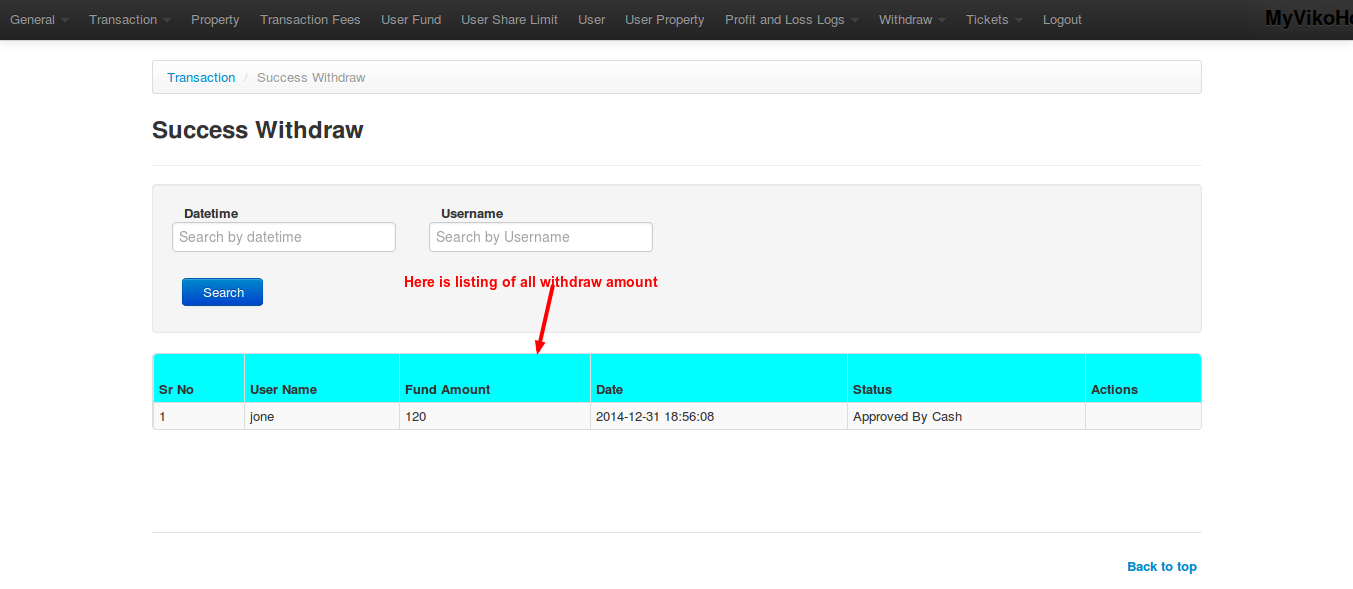 General Transaction Property Transaction Fees User Fund User Share Limit User User Property Profit and Loss Logs Withdraw Tickets Logout MyVikoHo
Transaction / Success Withdraw
Success Withdraw
Datetime Username
Search by datetime Search by Username
Here is listing of all withdraw amount
Search
Sr No User Name Fund Amount Date Status Actions
1 jone 120 2014-12-31 18:56:08 Approved By Cash
Back to top